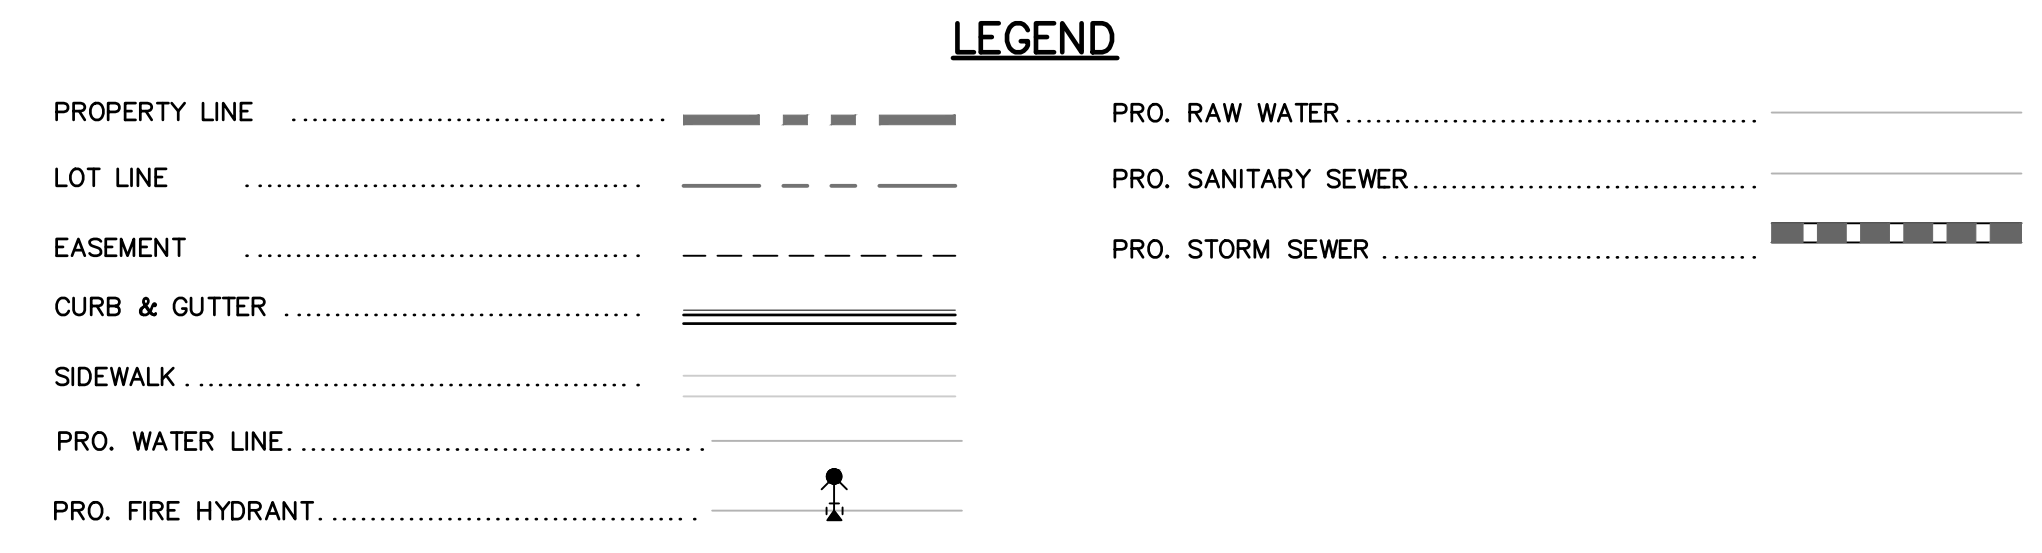 LEGEND
PROPERTY LINE ......................................
LOT LINE ..........................................
EASEMENT ..........................................
CURB & GUTTER ......................................
SIDEWALK ................................................
PRO. WATER LINE............................................
PRO. FIRE HYDRANT........................................
PRO. RAW WATER...........................................
PRO. SANITARY SEWER....................................
PRO. STORM SEWER .......................................